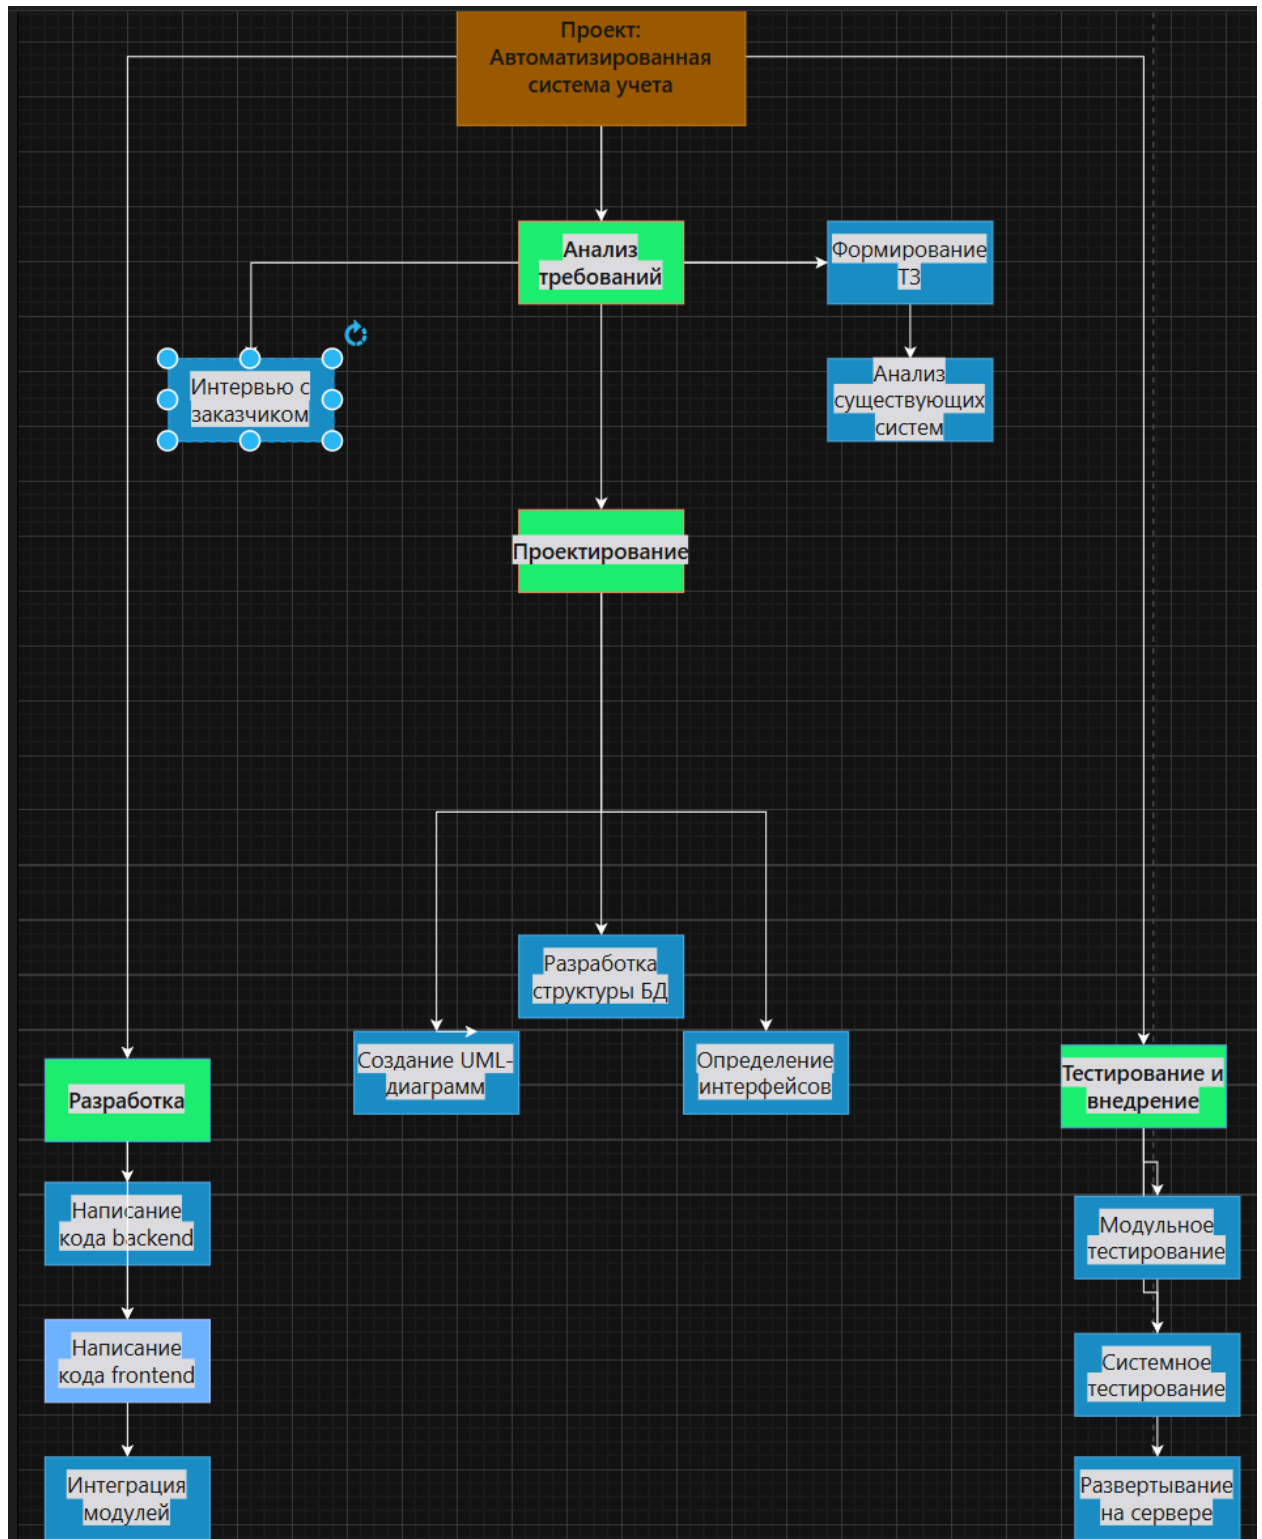 Проект:
Автоматизированная
система учета
Анализ
требований
Формирование
ТЗ
Интервью с
заказчиком
Анализ
существующих
систем
Проектирование
Разработка
структуры БД
Создание UML-
диаграмм
Определение
интерфейсов
Разработка
Тестирование и
внедрение
Написание
кода backend
Модульное
тестирование
Написание
кода frontend
Системное
тестирование
Интеграция
модулей
Развертывание
на сервере